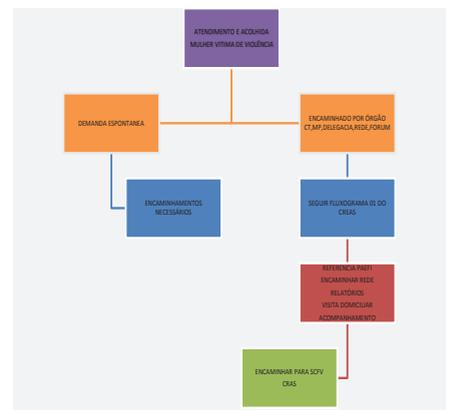 ATENDIMENTO E ACOLHIDA
MULHER VITIMA DE VIOLÊNCIA
DEMANDA ESPONTANEA
ENCAMINHADO POR ÓRGÃO
CT,MP,DELEGACIA,REDE,FORUM
ENCAMINHAMENTOS
NECESSÁRIOS
SEGUIR FLUXOGRAMA 01 DO
CREAS
REFERENCIA PAEFI
ENCAMINHAR REDE
RELATÓRIOS
VISITA DOMICILIAR
ACOMPANHAMENTO
ENCAMINHAR PARA SCFV
CRAS